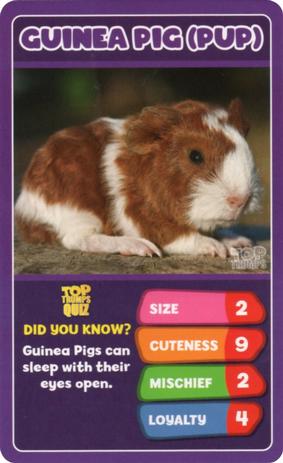 GUINEA PIG (PUP)
TOP
TRUMPS
TOP
TRUMPS
QUIZ
DID YOU KNOW?
Guinea Pigs can
sleep with their
eyes open.
SIZE 2
CUTENESS 9
MISCHIEF 2
LOYALTY 4